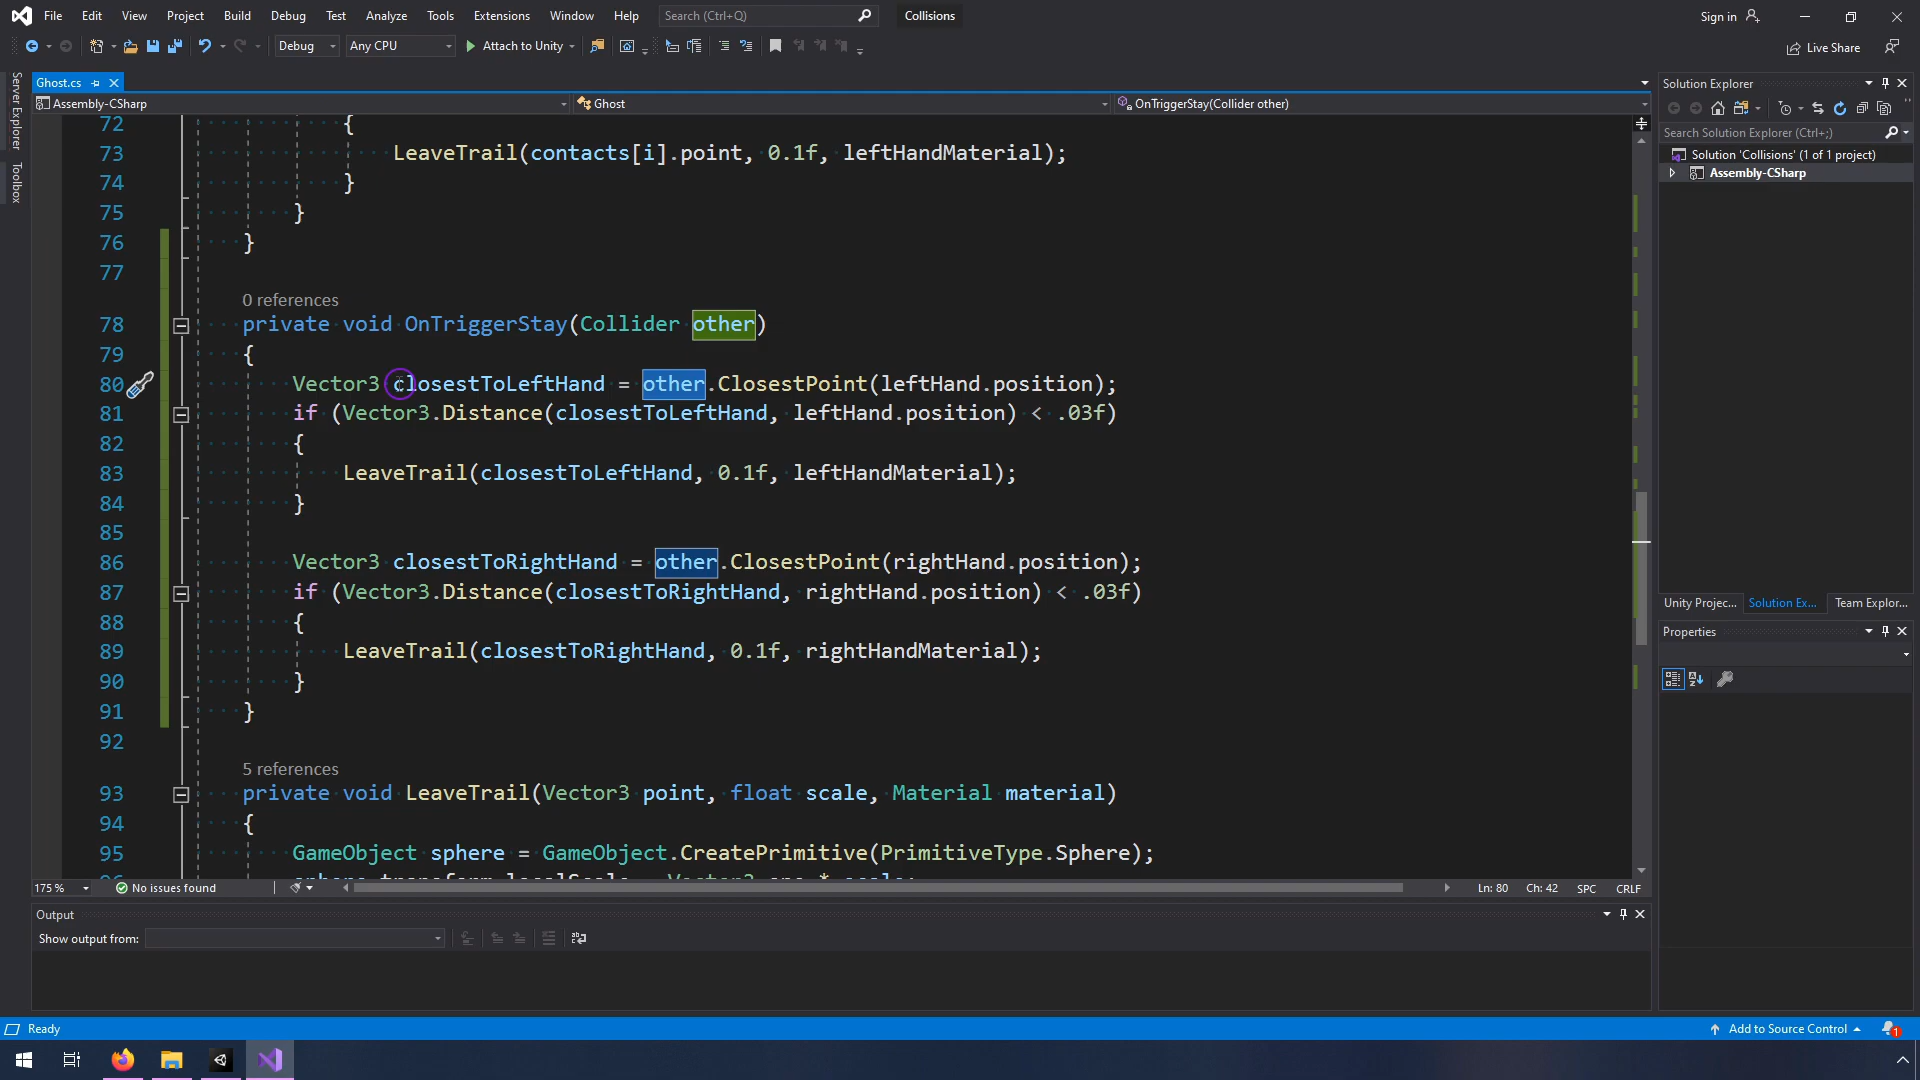 File Edit View Project Build Debug Test Analyze Tools Extensions Window Help Search (Ctrl+Q) Collisions Sign in
Debug Any CPU Attach to Unity Live Share
Server Explorer
Toolbox
Ghost.cs
Assembly-CSharp Ghost OnTriggerStay(Collider other)
72 {
73 LeaveTrail(contacts[i].point, 0.1f, leftHandMaterial);
74 }
75 }
76 }
77
0 references
78 private void OnTriggerStay(Collider other)
79 {
80 Vector3 closestToLeftHand = other.ClosestPoint(leftHand.position);
81 if (Vector3.Distance(closestToLeftHand, leftHand.position) < .03f)
82 {
83 LeaveTrail(closestToLeftHand, 0.1f, leftHandMaterial);
84 }
85
86 Vector3 closestToRightHand = other.ClosestPoint(rightHand.position);
87 if (Vector3.Distance(closestToRightHand, rightHand.position) < .03f)
88 {
89 LeaveTrail(closestToRightHand, 0.1f, rightHandMaterial);
90 }
91 }
92
5 references
93 private void LeaveTrail(Vector3 point, float scale, Material material)
94 {
95 GameObject sphere = GameObject.CreatePrimitive(PrimitiveType.Sphere);
175 % No issues found Ln: 80 Ch: 42 SPC CRLF
Output
Show output from:
Solution Explorer
Search Solution Explorer (Ctrl+;)
Solution 'Collisions' (1 of 1 project)
Assembly-CSharp
Unity Projec... Solution Ex... Team Explor...
Properties
Ready Add to Source Control 1